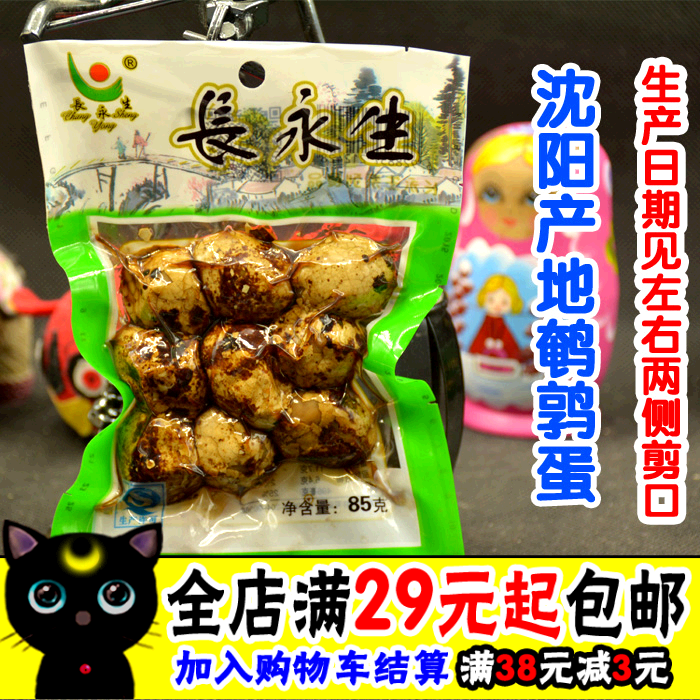 ®
長永生
Chang Yong Sheng
長永生
净含量：85克
沈阳产地鹌鹑蛋
生产日期见左右两侧剪口
全店满29元起包邮
加入购物车结算 满38元减3元